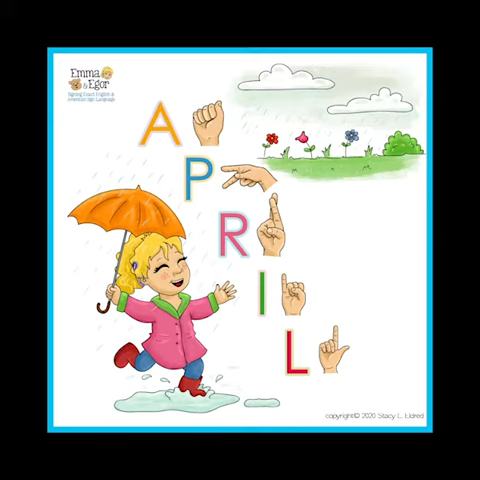 Emma
& Egor
Signing Exact English &
American Sign Language
A
P
R
I
L
copyright© 2020 Stacy L. Eldred